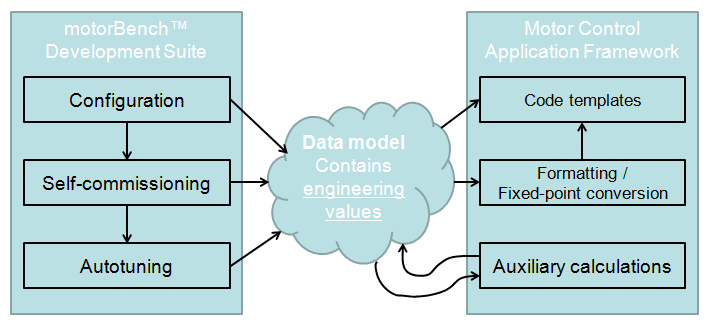 motorBench™
Development Suite
Configuration
Self-commissioning
Autotuning
Data model
Contains
engineering
values
Motor Control
Application Framework
Code templates
Formatting /
Fixed-point conversion
Auxiliary calculations